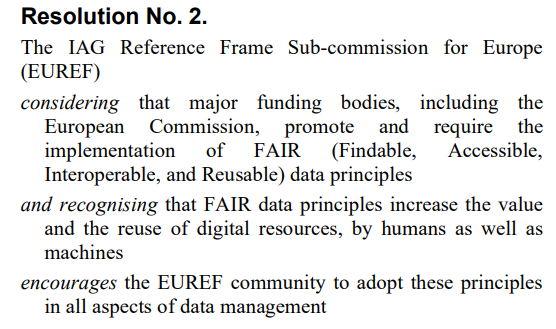 Resolution No. 2.
The IAG Reference Frame Sub-commission for Europe
(EUREF)
considering that major funding bodies, including the
European Commission, promote and require the
implementation of FAIR (Findable, Accessible,
Interoperable, and Reusable) data principles
and recognising that FAIR data principles increase the value
and the reuse of digital resources, by humans as well as
machines
encourages the EUREF community to adopt these principles
in all aspects of data management